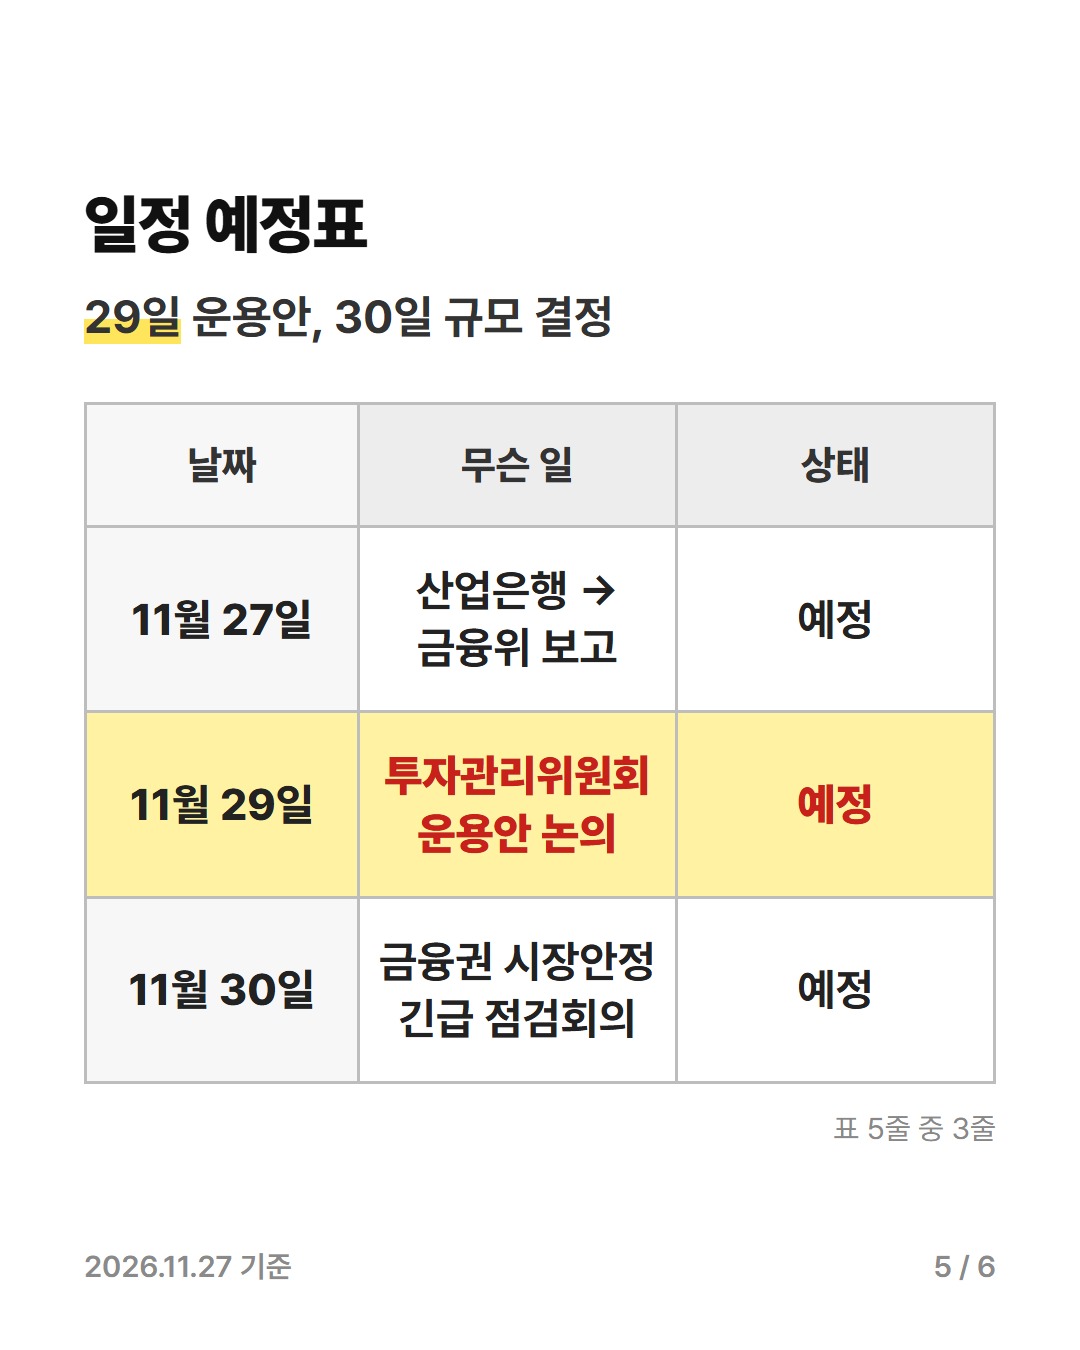 일정 예정표
29일 운용안, 30일 규모 결정
날짜
무슨 일
상태
11월 27일
산업은행 →
금융위 보고
예정
11월 29일
투자관리위원회
운용안 논의
예정
11월 30일
금융권 시장안정
긴급 점검회의
예정
표 5줄 중 3줄
2026.11.27 기준
5 / 6